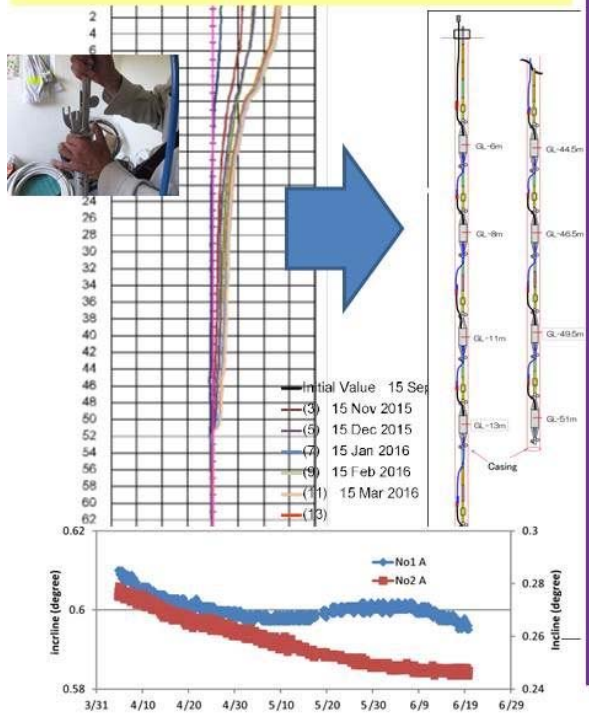 2
4
6
24
26
28
30
32
34
36
38
40
42
44
46
48
50
52
54
56
58
60
62
Initial Value 15 Sep
(3) 15 Nov 2015
(5) 15 Dec 2015
(7) 15 Jan 2016
(9) 15 Feb 2016
(11) 15 Mar 2016
(13)
GL-6m
GL-8m
GL-11m
GL-13m
GL-44.5m
GL-46.5m
GL-49.5m
GL-51m
Casing
0.62
0.6
0.58
incrline (degree)
No1 A
No2 A
0.3
0.28
0.26
0.24
Incline (degree)
3/31 4/10 4/20 4/30 5/10 5/20 5/30 6/9 6/19 6/29